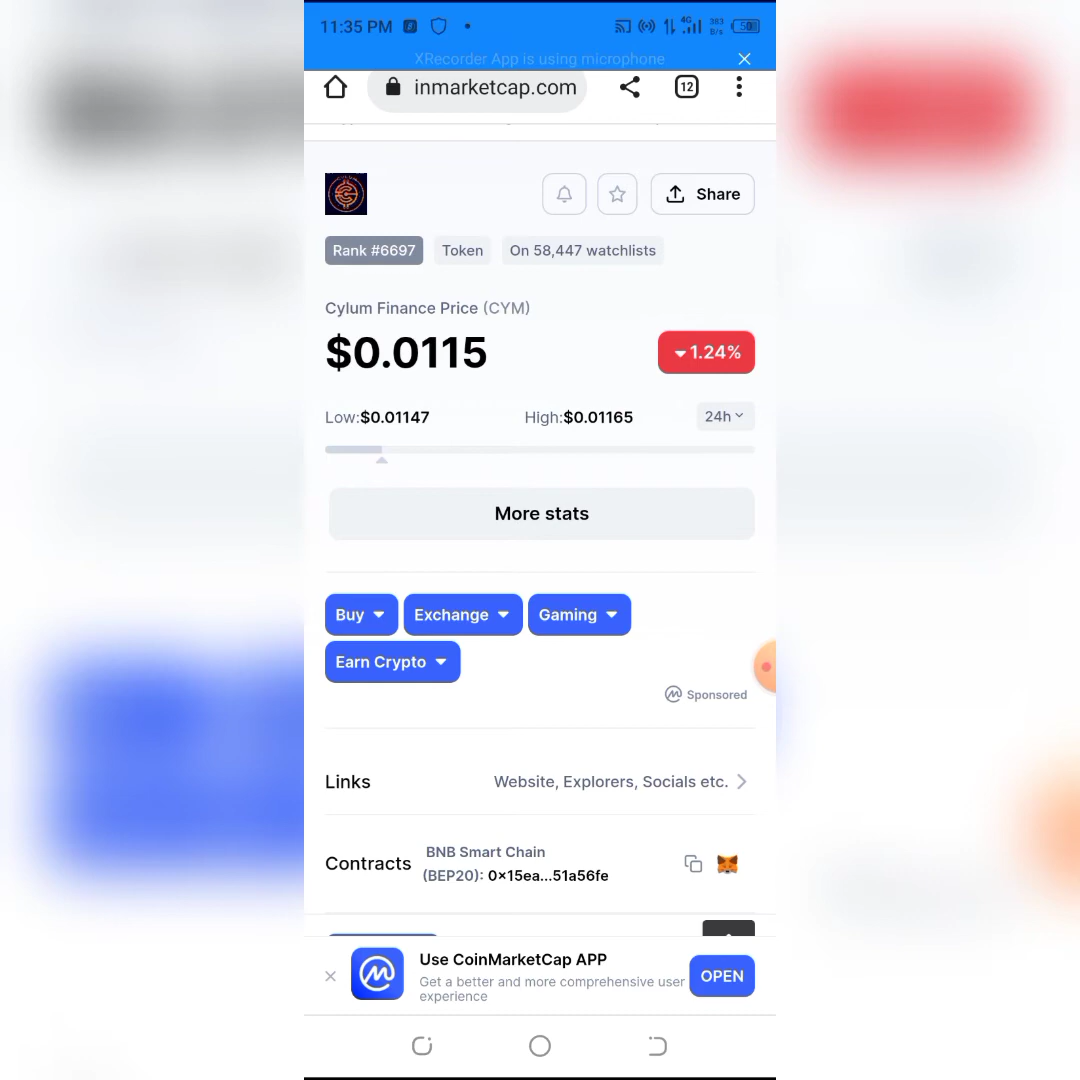 11:35 PM
4G
383
B/s
50
XRecorder App is using microphone
inmarketcap.com
12
Share
Rank #6697
Token
On 58,447 watchlists
Cylum Finance Price (CYM)
$0.0115
1.24%
Low:$0.01147
High:$0.01165
24h
More stats
Buy
Exchange
Gaming
Earn Crypto
Sponsored
Links
Website, Explorers, Socials etc.
Contracts
BNB Smart Chain
(BEP20): 0x15ea...51a56fe
Use CoinMarketCap APP
Get a better and more comprehensive user
experience
OPEN